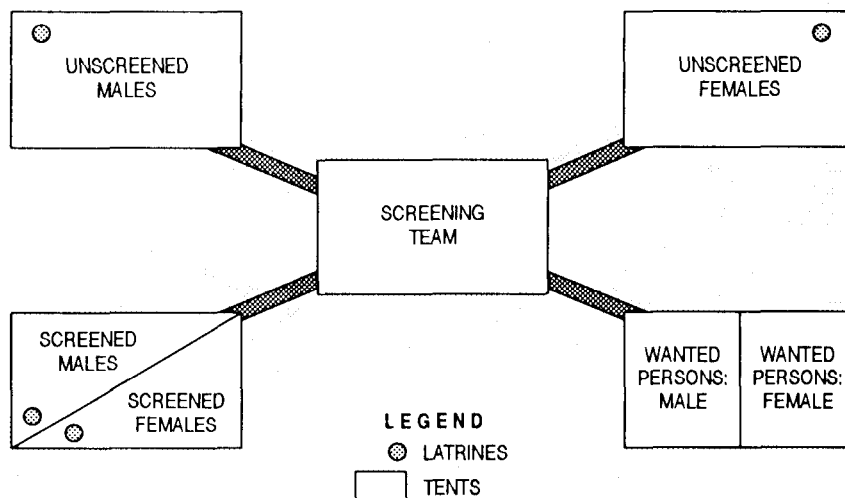 UNSCREENED
MALES
UNSCREENED
FEMALES
SCREENING
TEAM
SCREENED
MALES
SCREENED
FEMALES
WANTED
PERSONS:
MALE
WANTED
PERSONS:
FEMALE
LEGEND
LATRINES
TENTS